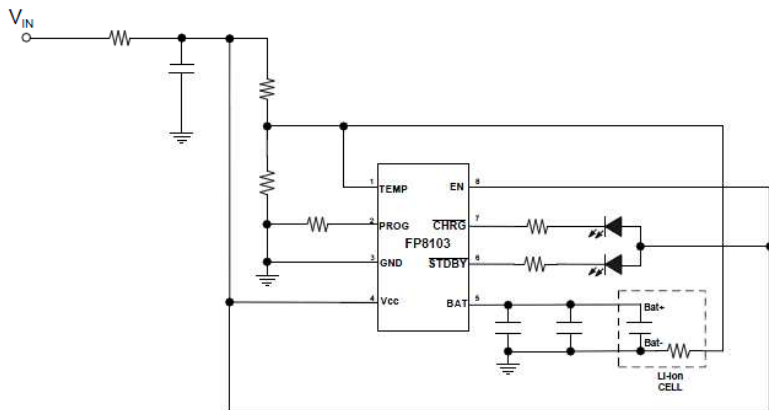 VIN
1 TEMP EN 8
2 PROG CHRG 7
FP8103
3 GND STDBY 6
4 Vcc BAT 5
Bat+
Bat-
Li-Ion
CELL